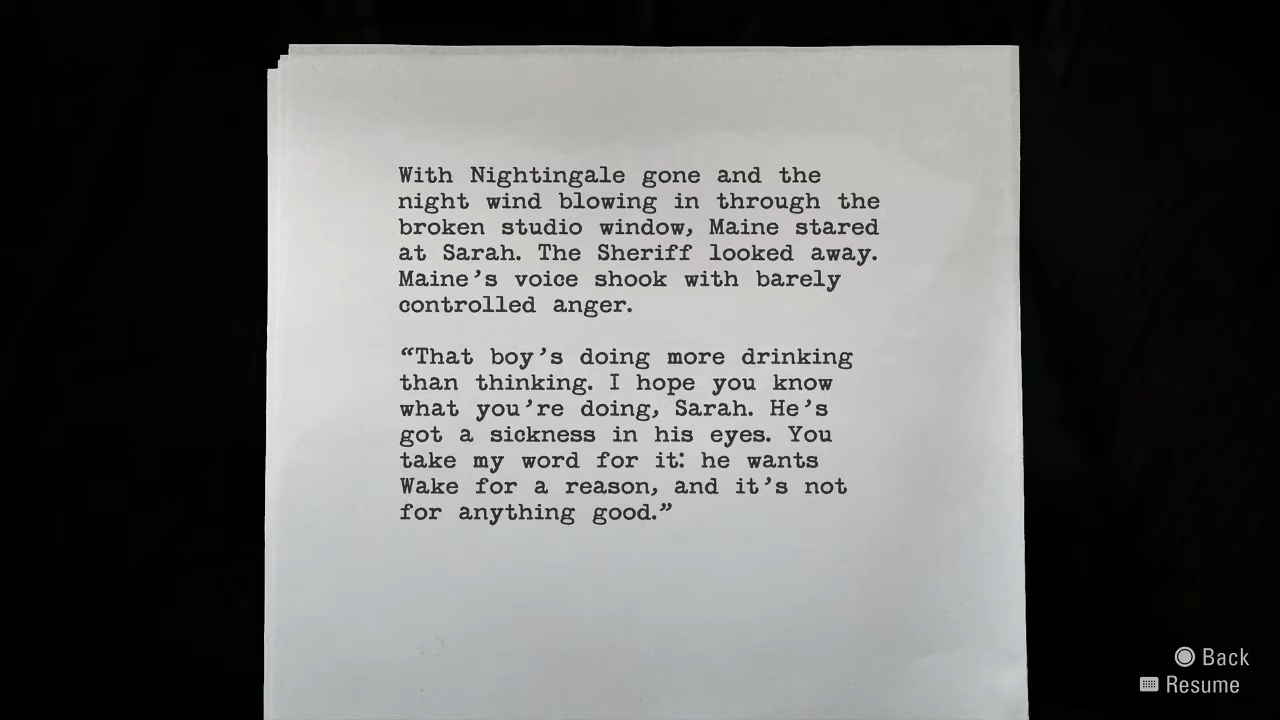 With Nightingale gone and the
night wind blowing in through the
broken studio window, Maine stared
at Sarah. The Sheriff looked away.
Maine’s voice shook with barely
controlled anger.
“That boy’s doing more drinking
than thinking. I hope you know
what you’re doing, Sarah. He’s
got a sickness in his eyes. You
take my word for it: he wants
Wake for a reason, and it’s not
for anything good.”
Back
Resume